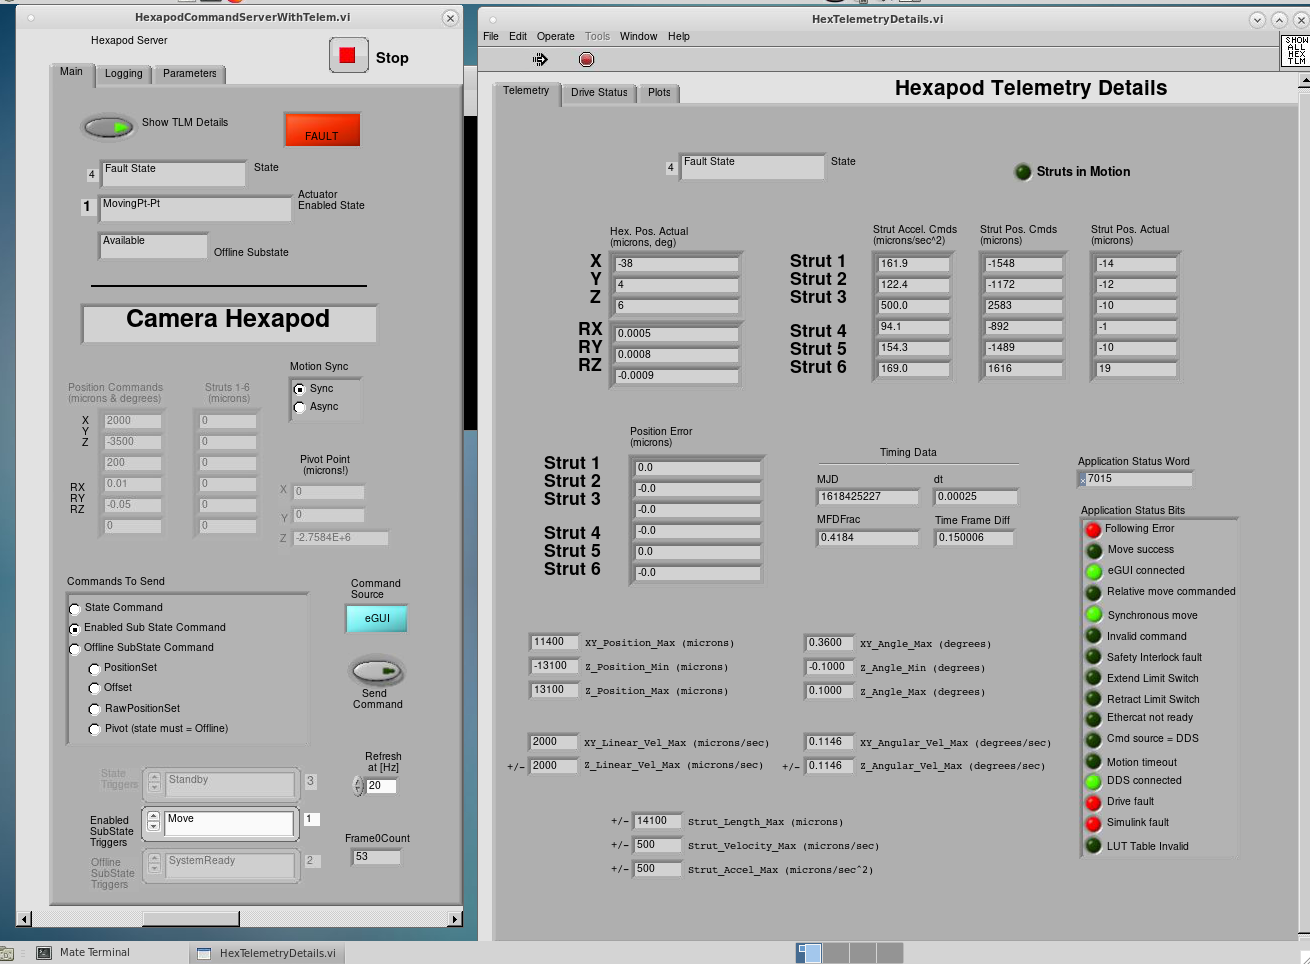 HexapodCommandServerWithTelem.vi
Hexapod Server
Stop
Main
Logging
Parameters
Show TLM Details
FAULT
4
Fault State
State
1
MovingPt-Pt
Actuator
Enabled State
Available
Offline Substate
Camera Hexapod
Motion Sync
Sync
Async
Position Commands
(microns & degrees)
Struts 1-6
(microns)
X
2000
0
Y
-3500
0
Z
200
0
RX
0.01
0
RY
-0.05
0
RZ
0
0
Pivot Point
(microns!)
X
0
Y
0
Z
-2.7584E+6
Commands To Send
State Command
Enabled Sub State Command
Offline SubState Command
PositionSet
Offset
RawPositionSet
Pivot (state must = Offline)
Command
Source
eGUI
Send
Command
State
Triggers
Standby
3
Enabled
SubState
Triggers
Move
1
Offline
SubState
Triggers
SystemReady
2
Refresh
at [Hz]
20
Frame0Count
53
HexTelemetryDetails.vi
File Edit Operate Tools Window Help
SHOW
ALL
HEX
TLM
Telemetry
Drive Status
Plots
Hexapod Telemetry Details
4
Fault State
State
Struts in Motion
Hex. Pos. Actual
(microns, deg)
X
-38
Y
4
Z
6
RX
0.0005
RY
0.0008
RZ
-0.0009
Strut Accel. Cmds
(microns/sec^2)
Strut Pos. Cmds
(microns)
Strut Pos. Actual
(microns)
Strut 1
161.9
-1548
-14
Strut 2
122.4
-1172
-12
Strut 3
500.0
2583
-10
Strut 4
94.1
-892
-1
Strut 5
154.3
-1489
-10
Strut 6
169.0
1616
19
Position Error
(microns)
Strut 1
0.0
Strut 2
-0.0
Strut 3
-0.0
Strut 4
-0.0
Strut 5
0.0
Strut 6
-0.0
Timing Data
MJD
1618425227
dt
0.00025
MFDFrac
0.4184
Time Frame Diff
0.150006
Application Status Word
x7015
Application Status Bits
Following Error
Move success
eGUI connected
Relative move commanded
Synchronous move
Invalid command
Safety Interlock fault
Extend Limit Switch
Retract Limit Switch
Ethercat not ready
Cmd source = DDS
Motion timeout
DDS connected
Drive fault
Simulink fault
LUT Table Invalid
11400 XY_Position_Max (microns)
-13100 Z_Position_Min (microns)
13100 Z_Position_Max (microns)
0.3600 XY_Angle_Max (degrees)
-0.1000 Z_Angle_Min (degrees)
0.1000 Z_Angle_Max (degrees)
2000 XY_Linear_Vel_Max (microns/sec)
+/- 2000 Z_Linear_Vel_Max (microns/sec)
0.1146 XY_Angular_Vel_Max (degrees/sec)
+/- 0.1146 Z_Angular_Vel_Max (degrees/sec)
+/- 14100 Strut_Length_Max (microns)
+/- 500 Strut_Velocity_Max (microns/sec)
+/- 500 Strut_Accel_Max (microns/sec^2)
Mate Terminal
HexTelemetryDetails.vi